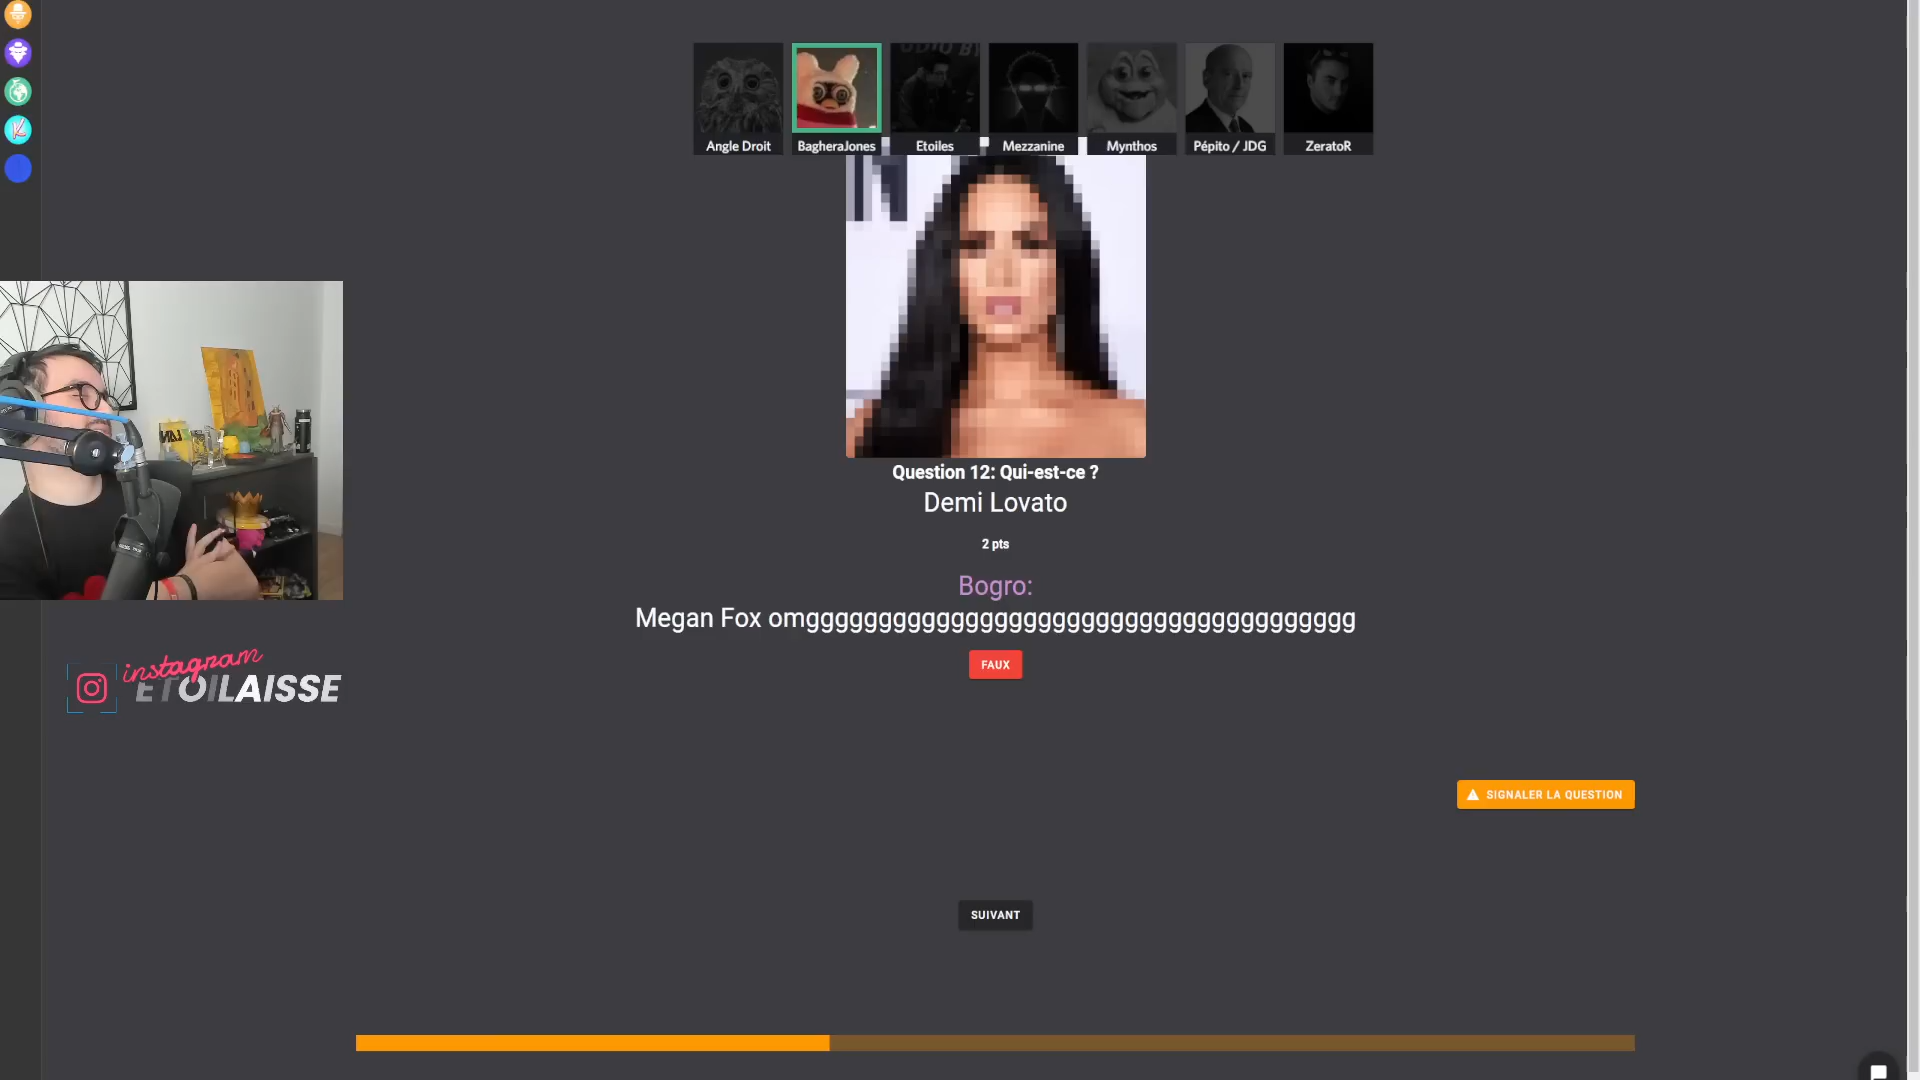 Angle Droit
BagheraJones
Etoiles
Mezzanine
Mynthos
Pépito / JDG
ZeratoR
Question 12: Qui-est-ce ?
Demi Lovato
2 pts
Bogro:
Megan Fox omgggggggggggggggggggggggggggggggggggggg
FAUX
instagram
ETOILAISSE
SIGNALER LA QUESTION
SUIVANT